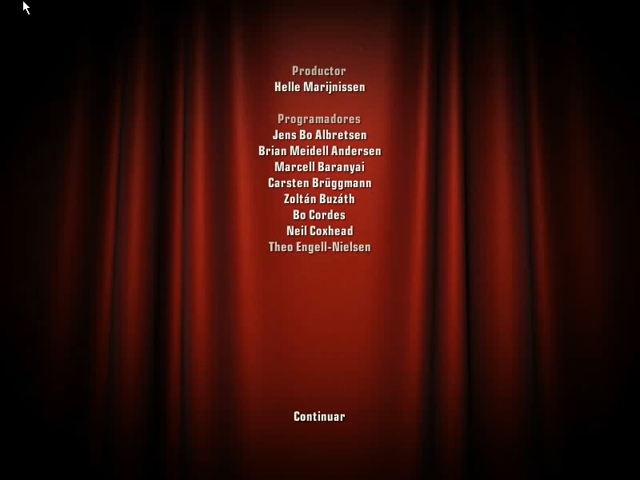 Productor
Helle Marijnissen
Programadores
Jens Bo Albretsen
Brian Meidell Andersen
Marcell Baranyai
Carsten Brüggmann
Zoltán Buzáth
Bo Cordes
Neil Coxhead
Theo Engell-Nielsen
Continuar